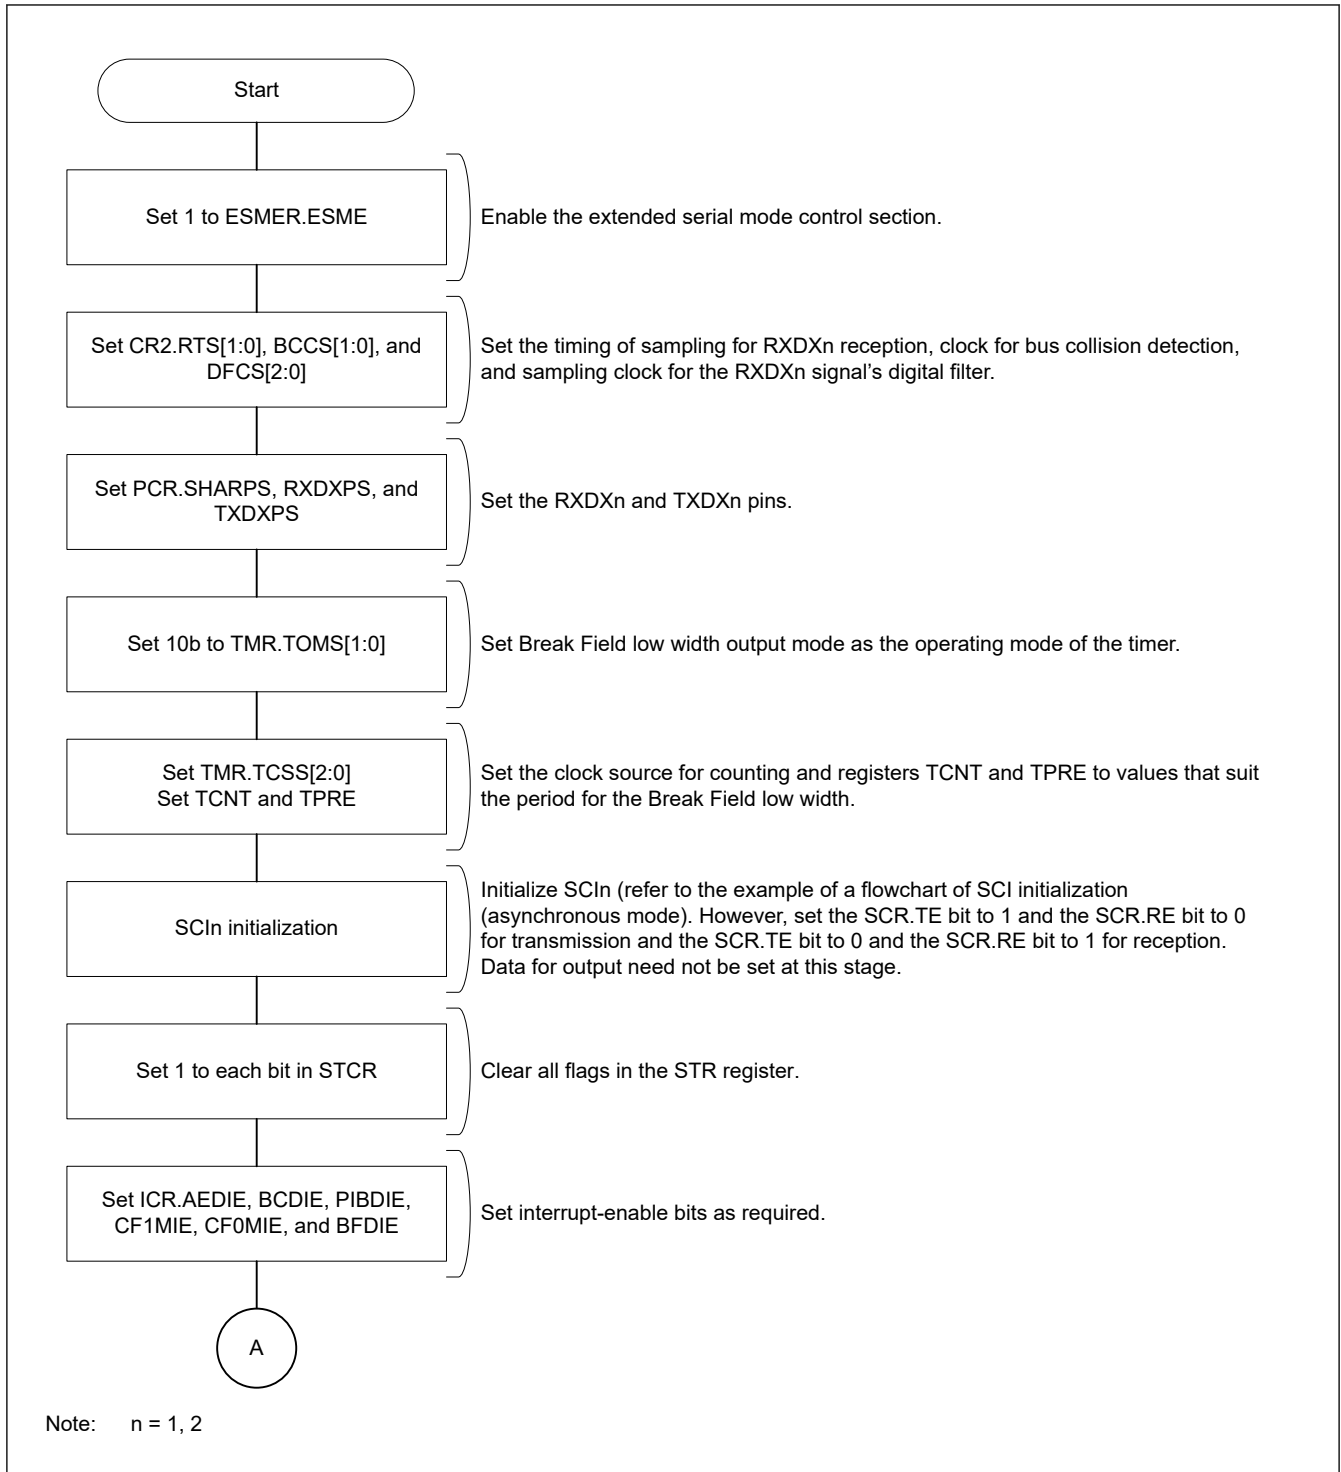 Start
Set 1 to ESMER.ESME
Enable the extended serial mode control section.
Set CR2.RTS[1:0], BCCS[1:0], and
DFCS[2:0]
Set the timing of sampling for RXDXn reception, clock for bus collision detection,
and sampling clock for the RXDXn signal's digital filter.
Set PCR.SHARPS, RXDXPS, and
TXDXPS
Set the RXDXn and TXDXn pins.
Set 10b to TMR.TOMS[1:0]
Set Break Field low width output mode as the operating mode of the timer.
Set TMR.TCSS[2:0]
Set TCNT and TPRE
Set the clock source for counting and registers TCNT and TPRE to values that suit
the period for the Break Field low width.
SCIn initialization
Initialize SCIn (refer to the example of a flowchart of SCI initialization
(asynchronous mode). However, set the SCR.TE bit to 1 and the SCR.RE bit to 0
for transmission and the SCR.TE bit to 0 and the SCR.RE bit to 1 for reception.
Data for output need not be set at this stage.
Set 1 to each bit in STCR
Clear all flags in the STR register.
Set ICR.AEDIE, BCDIE, PIBDIE,
CF1MIE, CF0MIE, and BFDIE
Set interrupt-enable bits as required.
A
Note: n = 1, 2